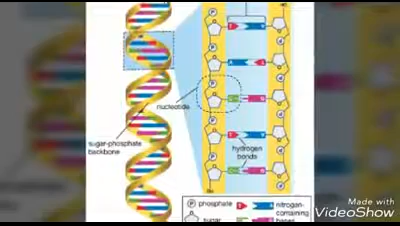 nucleotide
sugar-phosphate
backbone
hydrogen
bonds
P phosphate
nitrogen-
containing
bases
sugar
Made with
VideoShow